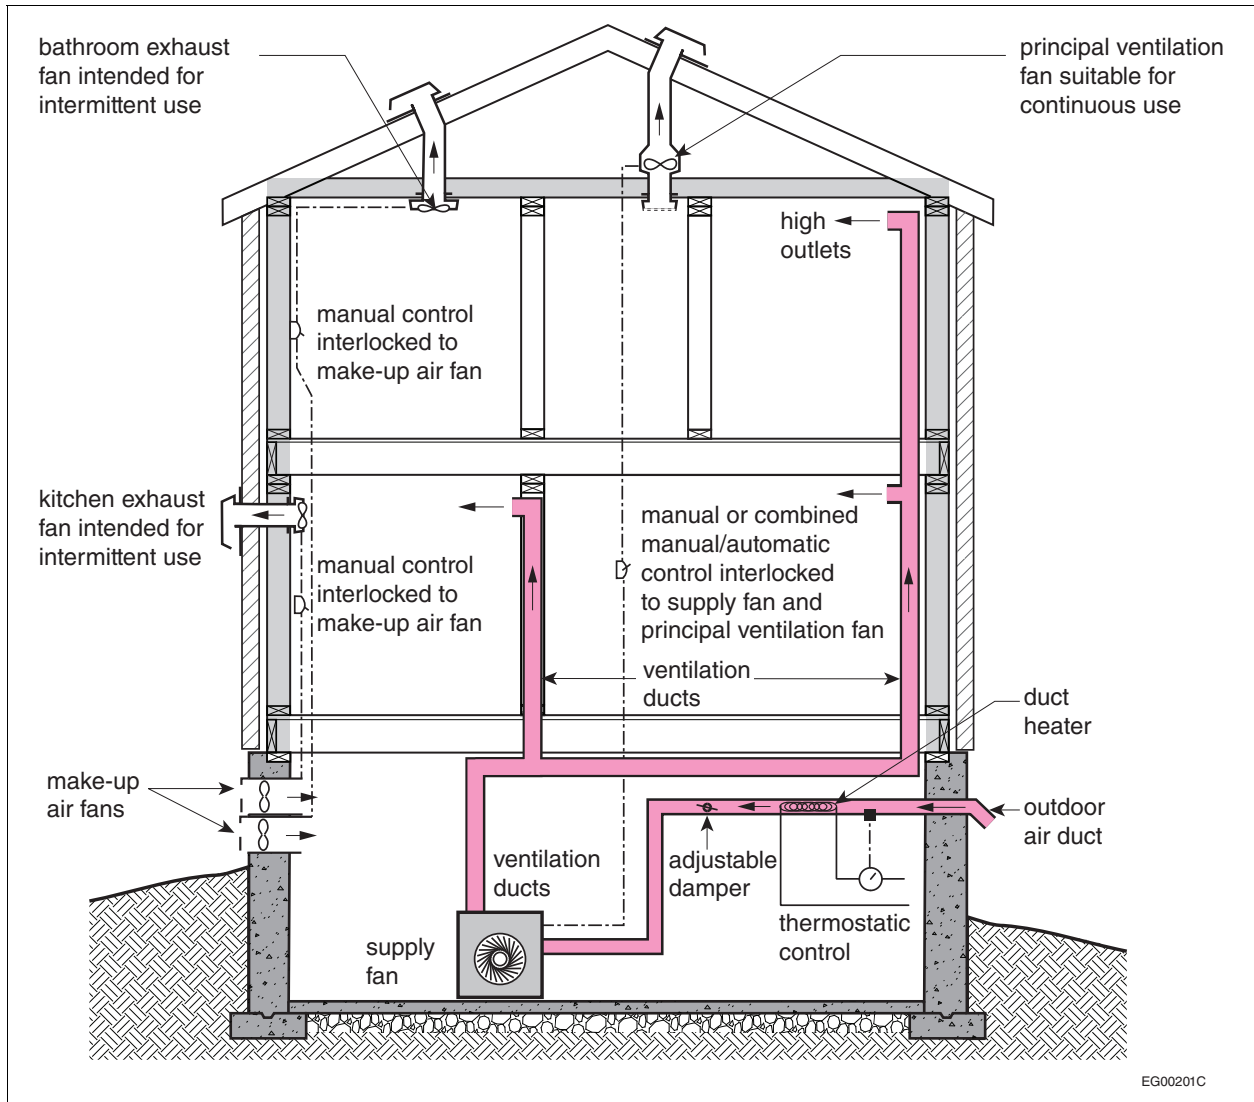 bathroom exhaust
fan intended for
intermittent use
principal ventilation
fan suitable for
continuous use
high
outlets
manual control
interlocked to
make-up air fan
kitchen exhaust
fan intended for
intermittent use
manual control
interlocked to
make-up air fan
manual or combined
manual/automatic
control interlocked
to supply fan and
principal ventilation fan
ventilation
ducts
duct
heater
make-up
air fans
outdoor
air duct
ventilation
ducts
adjustable
damper
thermostatic
control
supply
fan
EG00201C